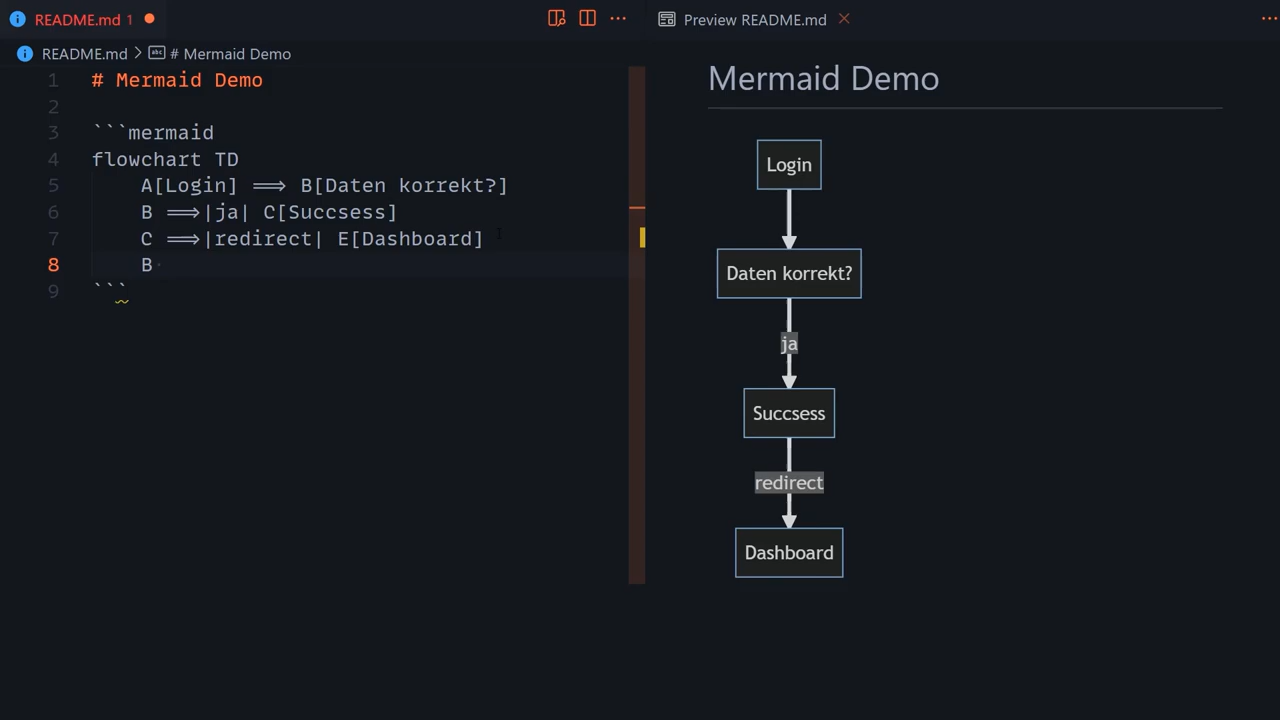 README.md 1
README.md > # Mermaid Demo
1 # Mermaid Demo
2
3 ```mermaid
4 flowchart TD
5 A[Login] ==> B[Daten korrekt?]
6 B ==>|ja| C[Succsess]
7 C ==>|redirect| E[Dashboard]
8 B
9 ```
Preview README.md
Mermaid Demo
Login
Daten korrekt?
ja
Succsess
redirect
Dashboard